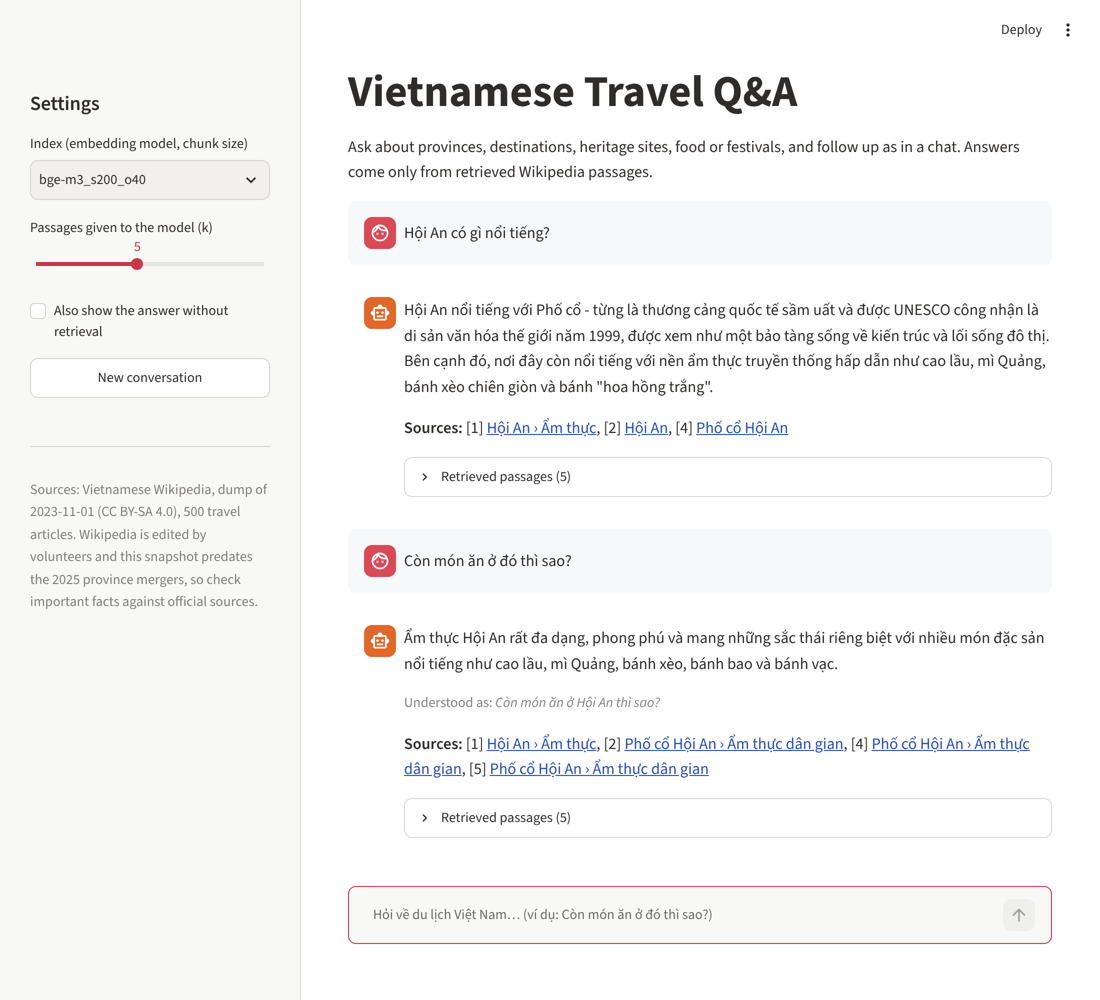 Deploy
Settings
Index (embedding model, chunk size)
bge-m3_s200_o40
Passages given to the model (k)
5
Also show the answer without
retrieval
New conversation
Sources: Vietnamese Wikipedia, dump of
2023-11-01 (CC BY-SA 4.0), 500 travel
articles. Wikipedia is edited by
volunteers and this snapshot predates
the 2025 province mergers, so check
important facts against official sources.
Vietnamese Travel Q&A
Ask about provinces, destinations, heritage sites, food or festivals, and follow up as in a chat. Answers
come only from retrieved Wikipedia passages.
Hội An có gì nổi tiếng?
Hội An nổi tiếng với Phố cổ - từng là thương cảng quốc tế sầm uất và được UNESCO công nhận là
di sản văn hóa thế giới năm 1999, được xem như một bảo tàng sống về kiến trúc và lối sống đô thị.
Bên cạnh đó, nơi đây còn nổi tiếng với nền ẩm thực truyền thống hấp dẫn như cao lầu, mì Quảng,
bánh xèo chiên giòn và bánh "hoa hồng trắng".
Sources: [1] Hội An › Ẩm thực, [2] Hội An, [4] Phố cổ Hội An
Retrieved passages (5)
Còn món ăn ở đó thì sao?
Ẩm thực Hội An rất đa dạng, phong phú và mang những sắc thái riêng biệt với nhiều món đặc sản
nổi tiếng như cao lầu, mì Quảng, bánh xèo, bánh bao và bánh vạc.
Understood as: Còn món ăn ở Hội An thì sao?
Sources: [1] Hội An › Ẩm thực, [2] Phố cổ Hội An › Ẩm thực dân gian, [4] Phố cổ Hội An › Ẩm thực
dân gian, [5] Phố cổ Hội An › Ẩm thực dân gian
Retrieved passages (5)
Hỏi về du lịch Việt Nam… (ví dụ: Còn món ăn ở đó thì sao?)